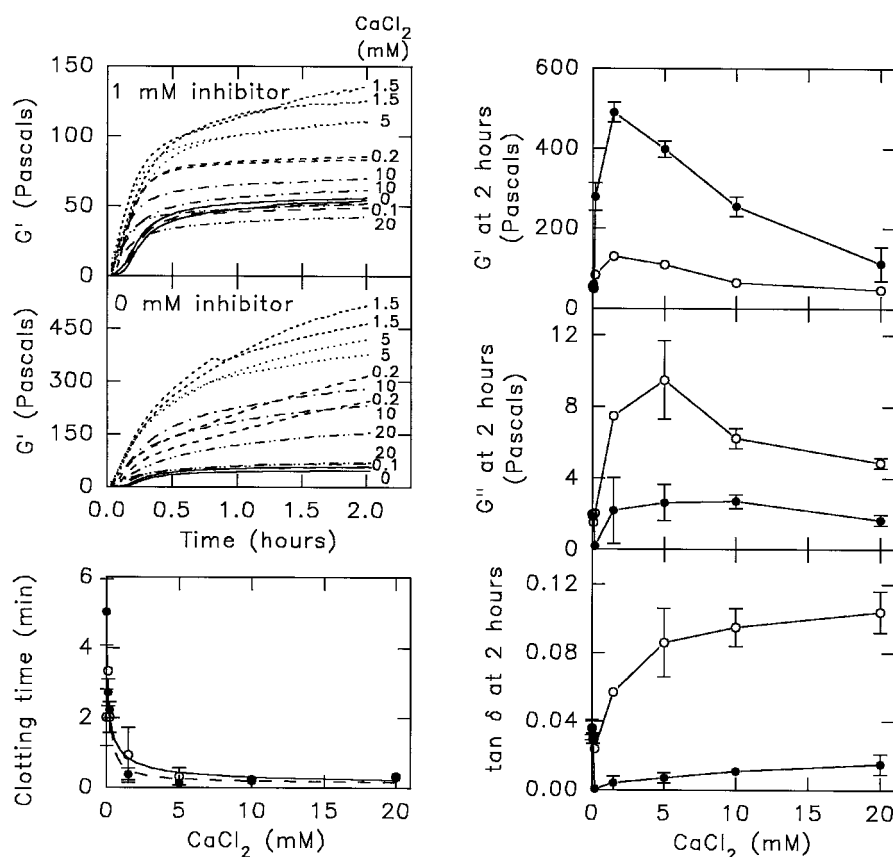 CaCl2
(mM)
150
100
50
0
G' (Pascals)
1 mM inhibitor
1.5
1.5
5
0.2
10
10
0
0.1
20
450
300
150
0
G' (Pascals)
0 mM inhibitor
1.5
1.5
5
5
0.2
10
0.2
10
20
20
0.1
0
0.0 0.5 1.0 1.5 2.0
Time (hours)
6
4
2
0
Clotting time (min)
0 5 10 15 20
CaCl2 (mM)
600
400
200
0
G' at 2 hours
(Pascals)
12
8
4
0
G'' at 2 hours
(Pascals)
0.12
0.08
0.04
0.00
tan δ at 2 hours
0 5 10 15 20
CaCl2 (mM)